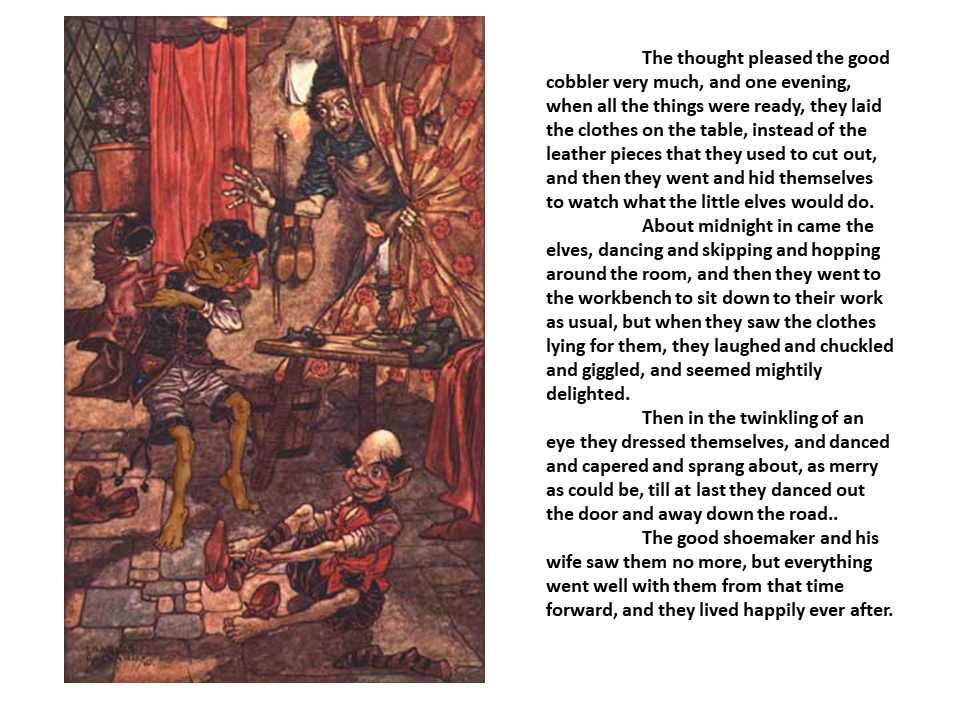 The thought pleased the good
cobbler very much, and one evening,
when all the things were ready, they laid
the clothes on the table, instead of the
leather pieces that they used to cut out,
and then they went and hid themselves
to watch what the little elves would do.
About midnight in came the
elves, dancing and skipping and hopping
around the room, and then they went to
the workbench to sit down to their work
as usual, but when they saw the clothes
lying for them, they laughed and chuckled
and giggled, and seemed mightily
delighted.
Then in the twinkling of an
eye they dressed themselves, and danced
and capered and sprang about, as merry
as could be, till at last they danced out
the door and away down the road..
The good shoemaker and his
wife saw them no more, but everything
went well with them from that time
forward, and they lived happily ever after.